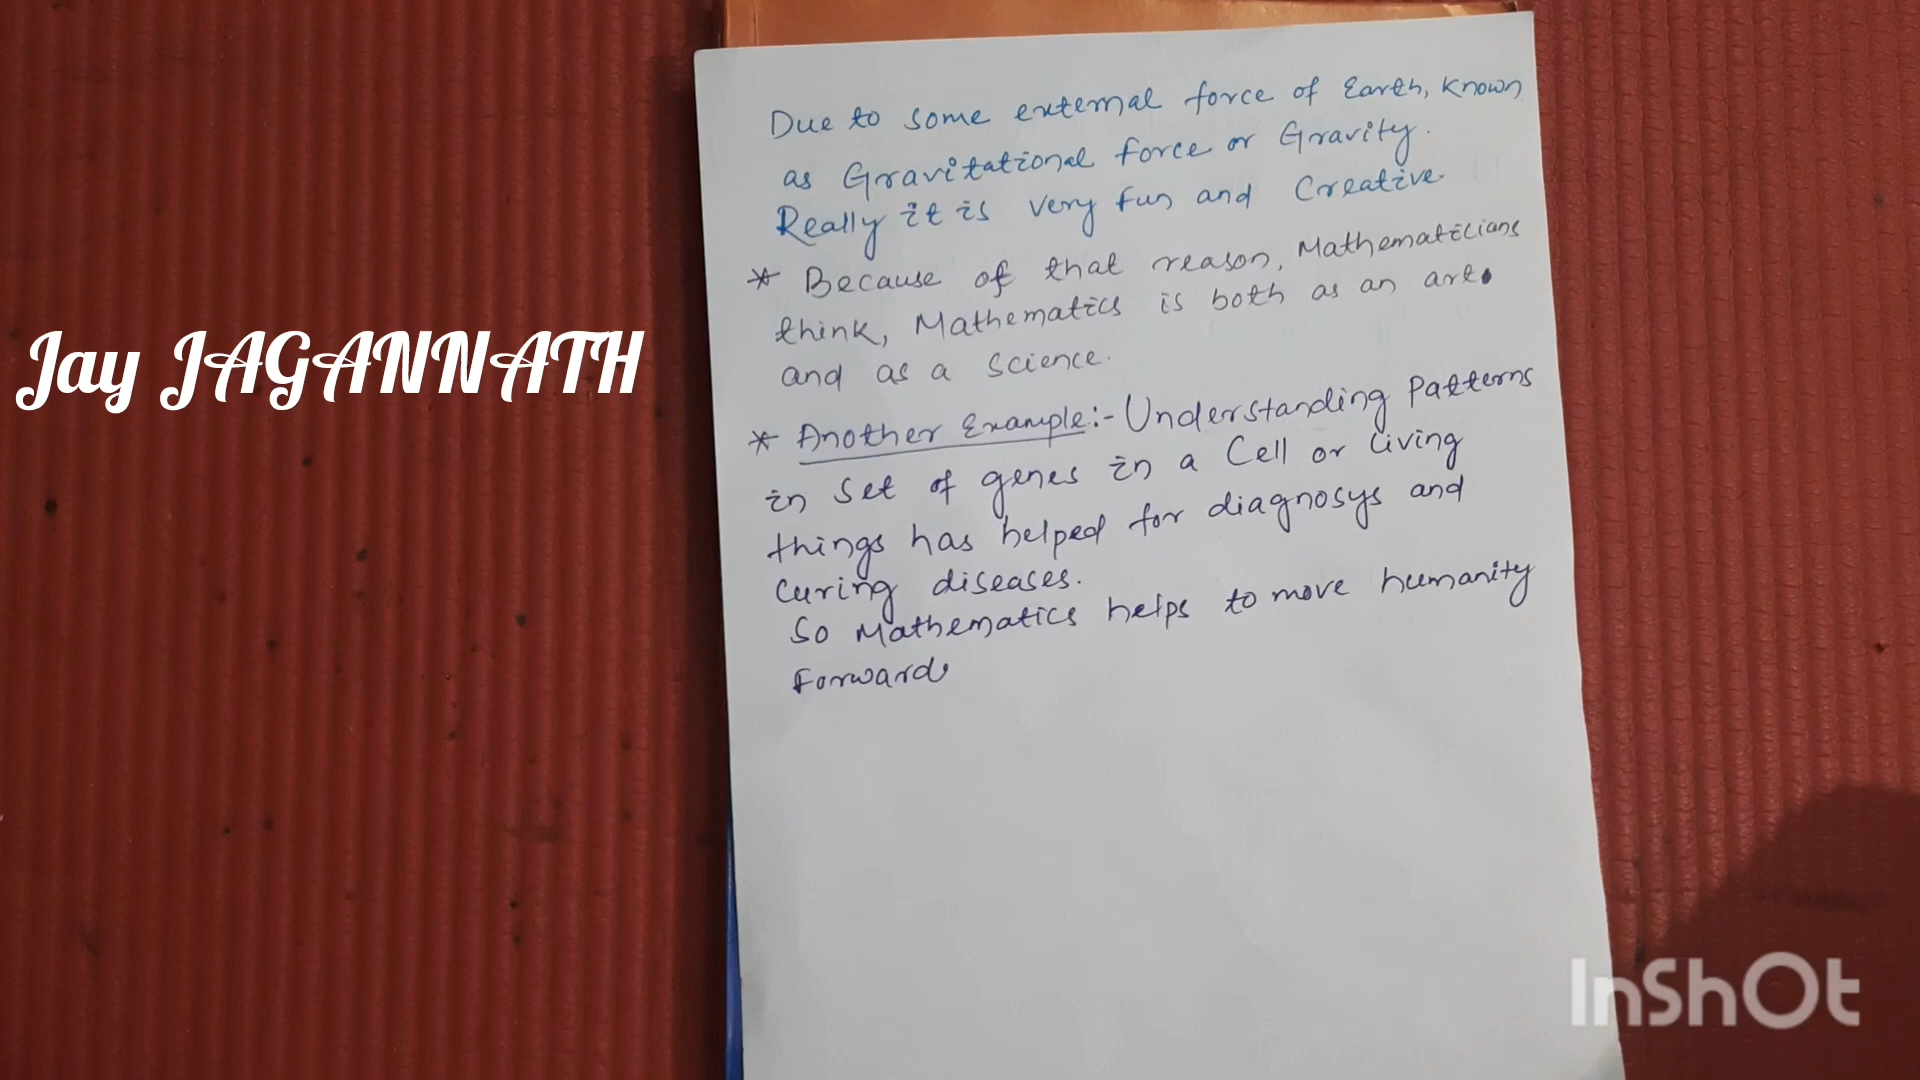 Due to some external force of Earth, known
as Gravitational force or Gravity.
Really it is very fun and Creative
* Because of that reason, Mathematicians
think, Mathematics is both as an art.
and as a science.
* Another Example:- Understanding Patterns
in set of genes in a Cell or Living
things has helped for diagnosys and
curing diseases.
So Mathematics helps to move humanity
forward
Jay JAGANNATH
InShOt